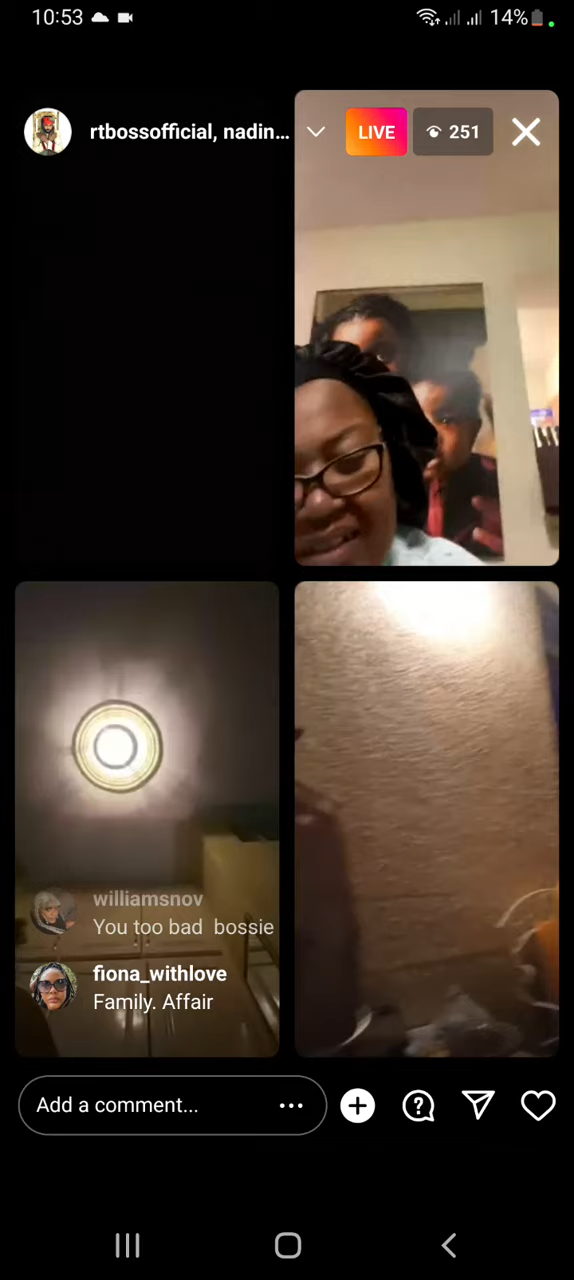 10:53
14%
rtbossofficial, nadin...
LIVE
251
williamsnov
You too bad bossie
fiona_withlove
Family. Affair
Add a comment...